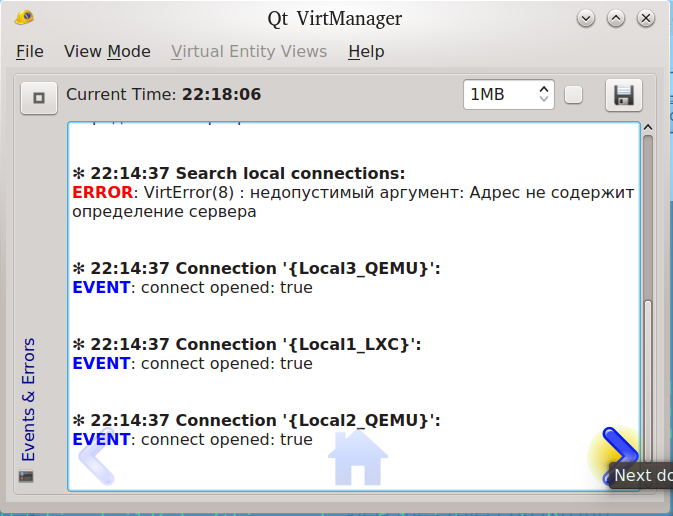 Qt VirtManager
File View Mode Virtual Entity Views Help
Current Time: 22:18:06 1MB
✻ 22:14:37 Search local connections:
ERROR: VirtError(8) : недопустимый аргумент: Адрес не содержит
определение сервера
✻ 22:14:37 Connection '{Local3_QEMU}':
EVENT: connect opened: true
✻ 22:14:37 Connection '{Local1_LXC}':
EVENT: connect opened: true
✻ 22:14:37 Connection '{Local2_QEMU}':
EVENT: connect opened: true
Events & Errors
Next